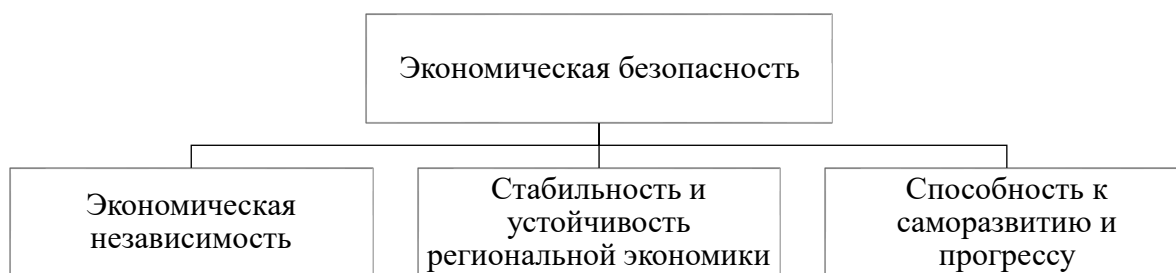 Экономическая безопасность
Экономическая
независимость
Стабильность и
устойчивость
региональной экономики
Способность к
саморазвитию и
прогрессу